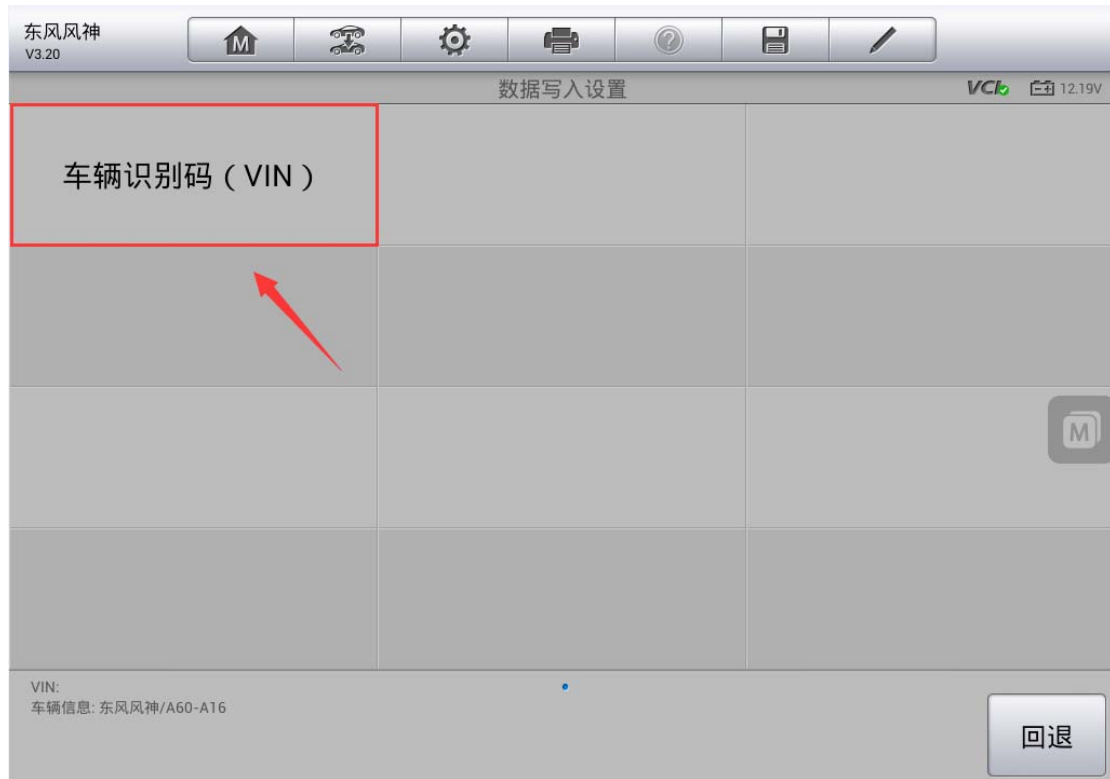 东风风神
V3.20
M
?
数据写入设置
VCI
12.19V
车辆识别码（VIN）
M
VIN:
车辆信息: 东风风神/A60-A16
回退